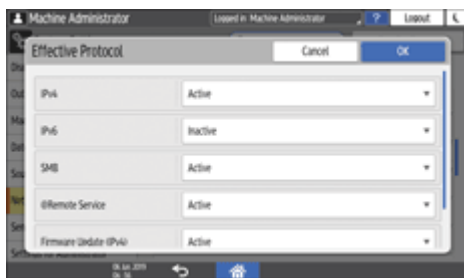 Machine Administrator
Logged in: Machine Administrator
?
Logout
Effective Protocol
Cancel
OK
IPv4
Active
IPv6
Inactive
SMB
Active
@Remote Service
Active
Firmware Update (IPv4)
Active